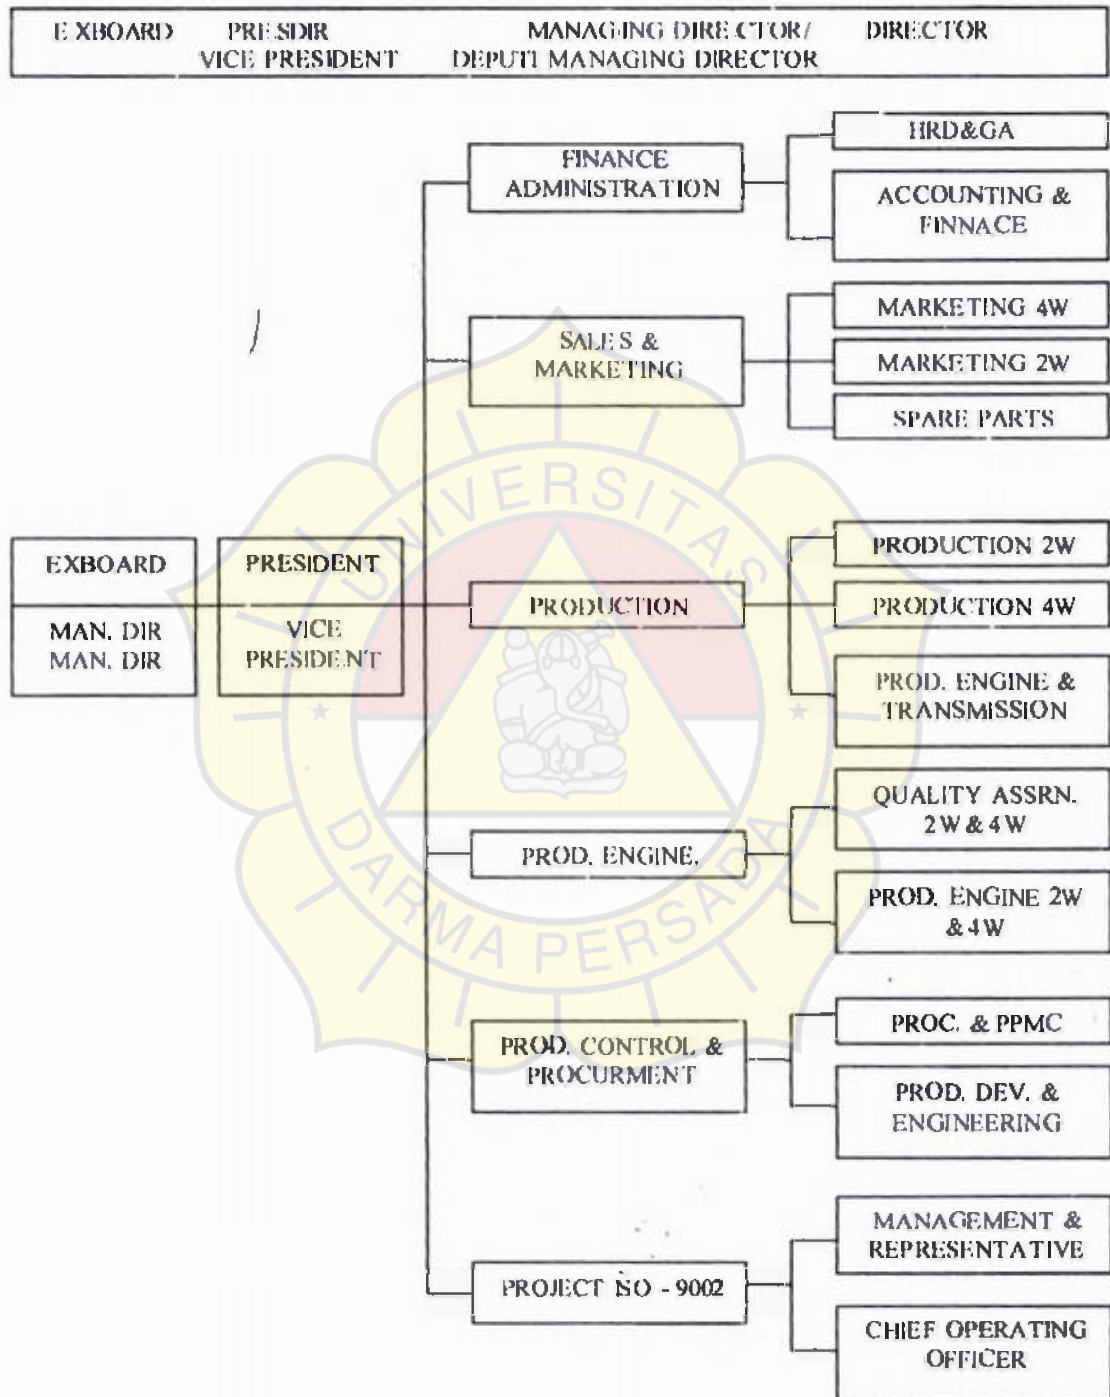 EXBOARD PRESDIR MANAGING DIRECTOR/ DIRECTOR
VICE PRESIDENT DEPUTI MANAGING DIRECTOR
HRD&GA
FINANCE
ADMINISTRATION
ACCOUNTING &
FINNACE
MARKETING 4W
SALES &
MARKETING
MARKETING 2W
SPARE PARTS
UNIVERSITAS
EXBOARD
MAN. DIR
MAN. DIR
PRESIDENT
VICE
PRESIDENT
PRODUCTION
PRODUCTION 2W
PRODUCTION 4W
PROD. ENGINE &
TRANSMISSION
PROD. ENGINE.
QUALITY ASSRN.
2W & 4W
PROD. ENGINE 2W
& 4W
DARMA PERSADA
PROD. CONTROL &
PROCURMENT
PROC. & PPMC
PROD. DEV. &
ENGINEERING
PROJECT ISO - 9002
MANAGEMENT &
REPRESENTATIVE
CHIEF OPERATING
OFFICER